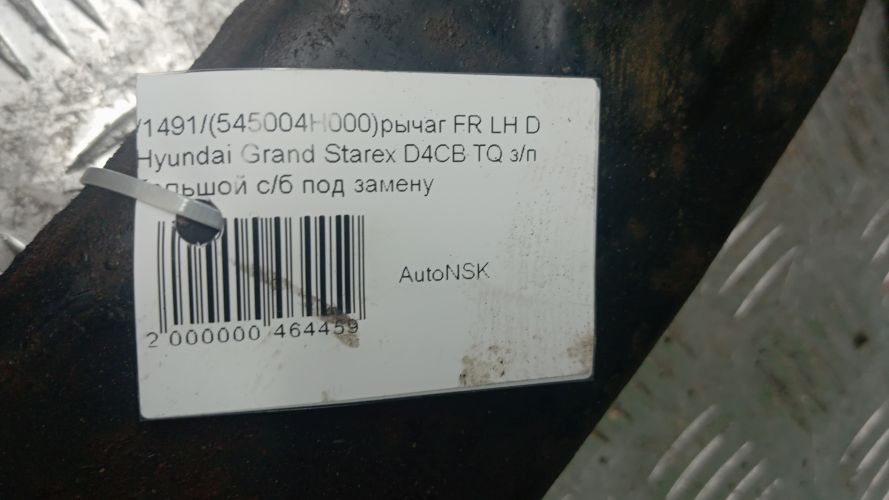 /1491/(545004H000)рычаг FR LH D
Hyundai Grand Starex D4CB TQ з/п
с/б под замену
AutoNSK
2 000000 464459